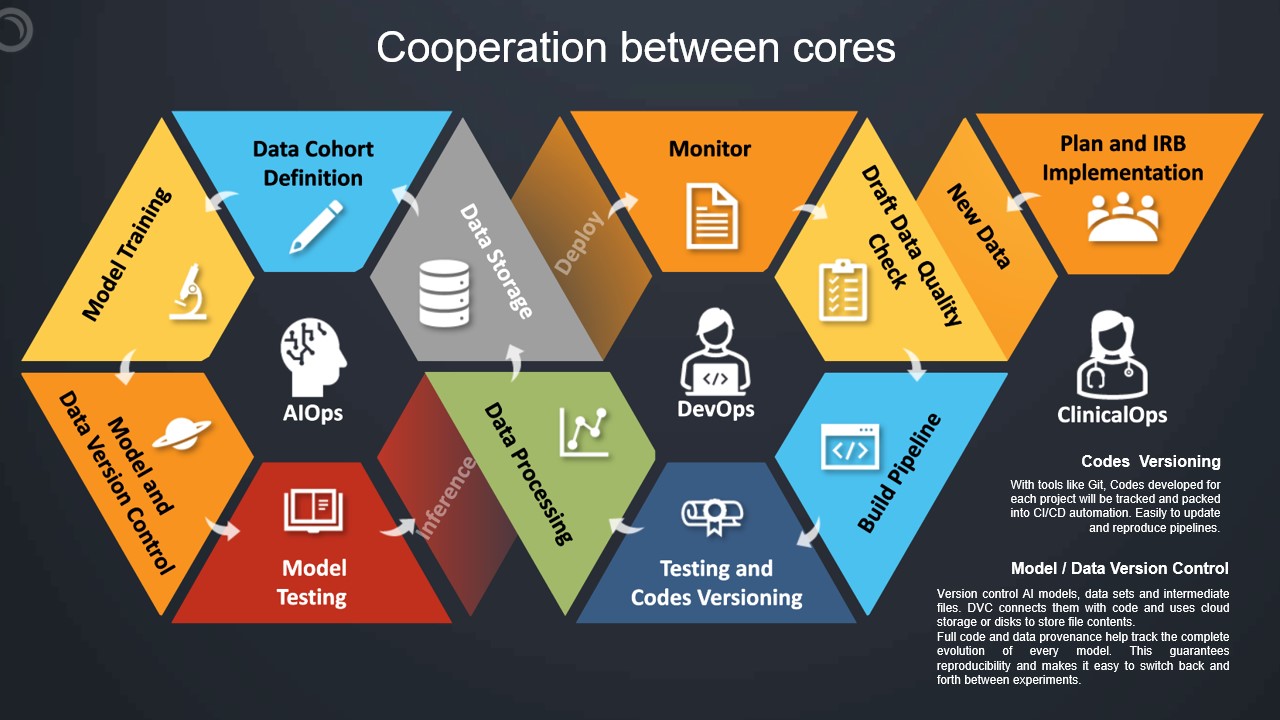 Cooperation between cores
Data Cohort
Definition
Model Training
Data Storage
Deploy
Monitor
Draft Data Quality
Check
New Data
Plan and IRB
Implementation
AIOps
DevOps
ClinicalOps
Model and
Data Version Control
Model
Testing
Inference
Data Processing
Testing and
Codes Versioning
Build Pipeline
Codes Versioning
With tools like Git, Codes developed for
each project will be tracked and packed
into CI/CD automation. Easily to update
and reproduce pipelines.
Model / Data Version Control
Version control AI models, data sets and intermediate
files. DVC connects them with code and uses cloud
storage or disks to store file contents.
Full code and data provenance help track the complete
evolution of every model. This guarantees
reproducibility and makes it easy to switch back and
forth between experiments.